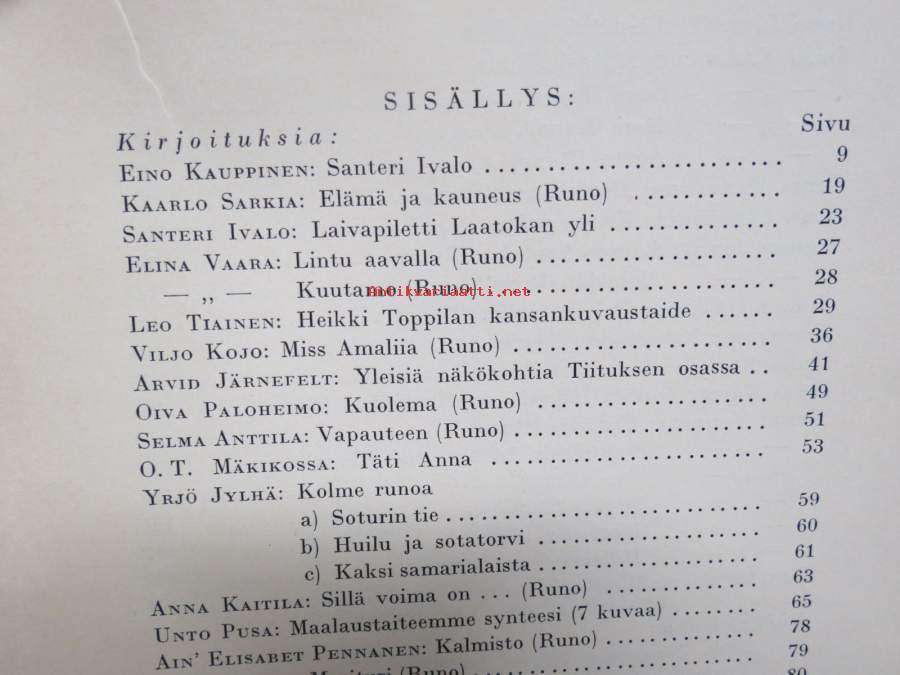 SISÄLLYS:
Kirjoituksia: Sivu
EINO KAUPPINEN: Santeri Ivalo ............................ 9
KAARLO SARKIA: Elämä ja kauneus (Runo) ............. 19
SANTERI IVALO: Laivapiletti Laatokan yli ............... 23
ELINA VAARA: Lintu aavalla (Runo) ...................... 27
— „ — Kuutamo (Runo) ........................ 28
antikvariaatti.net
LEO TIAINEN: Heikki Toppilan kansankuvaustaide ...... 29
VILJO KOJO: Miss Amaliia (Runo) ........................ 36
ARVID JÄRNEFELT: Yleisiä näkökohtia Tiituksen osassa .. 41
OIVA PALOHEIMO: Kuolema (Runo) ..................... 49
SELMA ANTTILA: Vapauteen (Runo) ....................... 51
O. T. MÄKIKOSSA: Täti Anna .......................... 53
YRJÖ JYLHÄ: Kolme runoa
a) Soturin tie .............................. 59
b) Huilu ja sotatorvi ..................... 60
c) Kaksi samarialaista .................... 61
ANNA KAITILA: Sillä voima on ... (Runo) .............. 63
UNTO PUSA: Maalaustaiteemme synteesi (7 kuvaa) ........ 65
AIN' ELISABET PENNANEN: Kalmisto (Runo) .............. 78
(Runo) .......................... 79
80